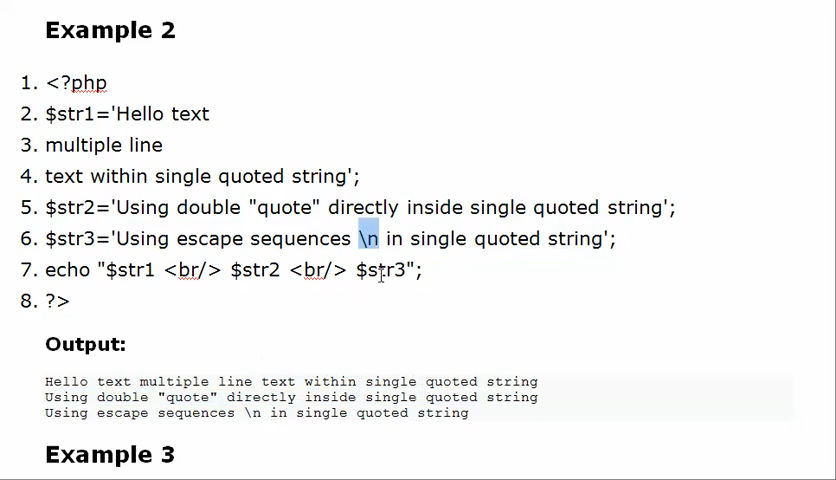 Example 2
1. <?php
2. $str1='Hello text
3. multiple line
4. text within single quoted string';
5. $str2='Using double "quote" directly inside single quoted string';
6. $str3='Using escape sequences \n in single quoted string';
7. echo "$str1 <br/> $str2 <br/> $str3";
8. ?>
Output:
Hello text multiple line text within single quoted string
Using double "quote" directly inside single quoted string
Using escape sequences \n in single quoted string
Example 3